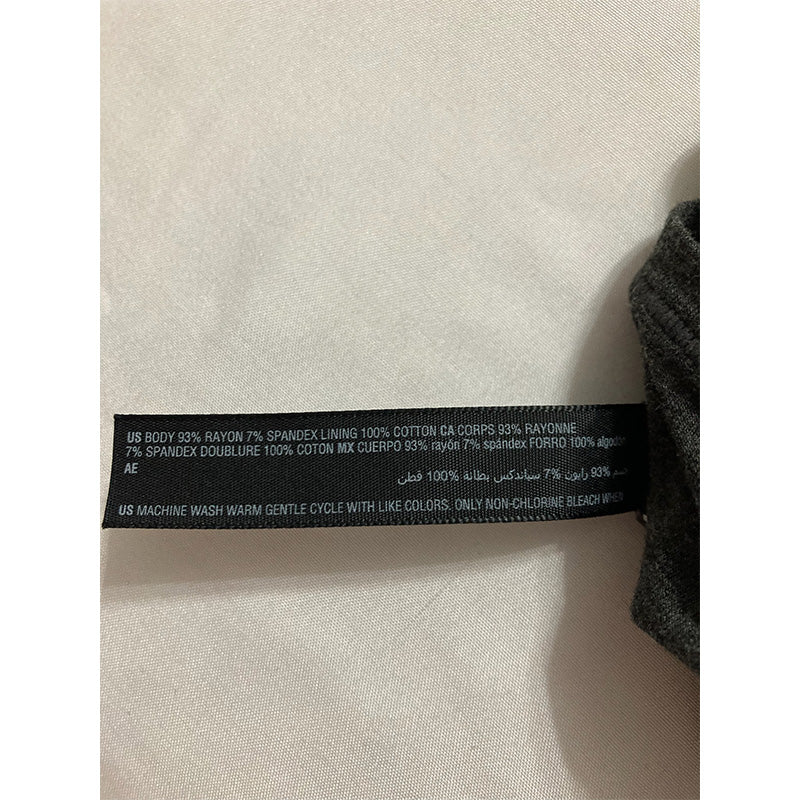 US BODY 93% RAYON 7% SPANDEX LINING 100% COTTON CA CORPS 93% RAYONNE
7% SPANDEX DOUBLURE 100% COTON MX CUERPO 93% rayón 7% spándex FORRO 100% algodón
AE
جسم 93% رايون 7% سباندكس بطانة 100% قطن
US MACHINE WASH WARM GENTLE CYCLE WITH LIKE COLORS. ONLY NON-CHLORINE BLEACH WHEN